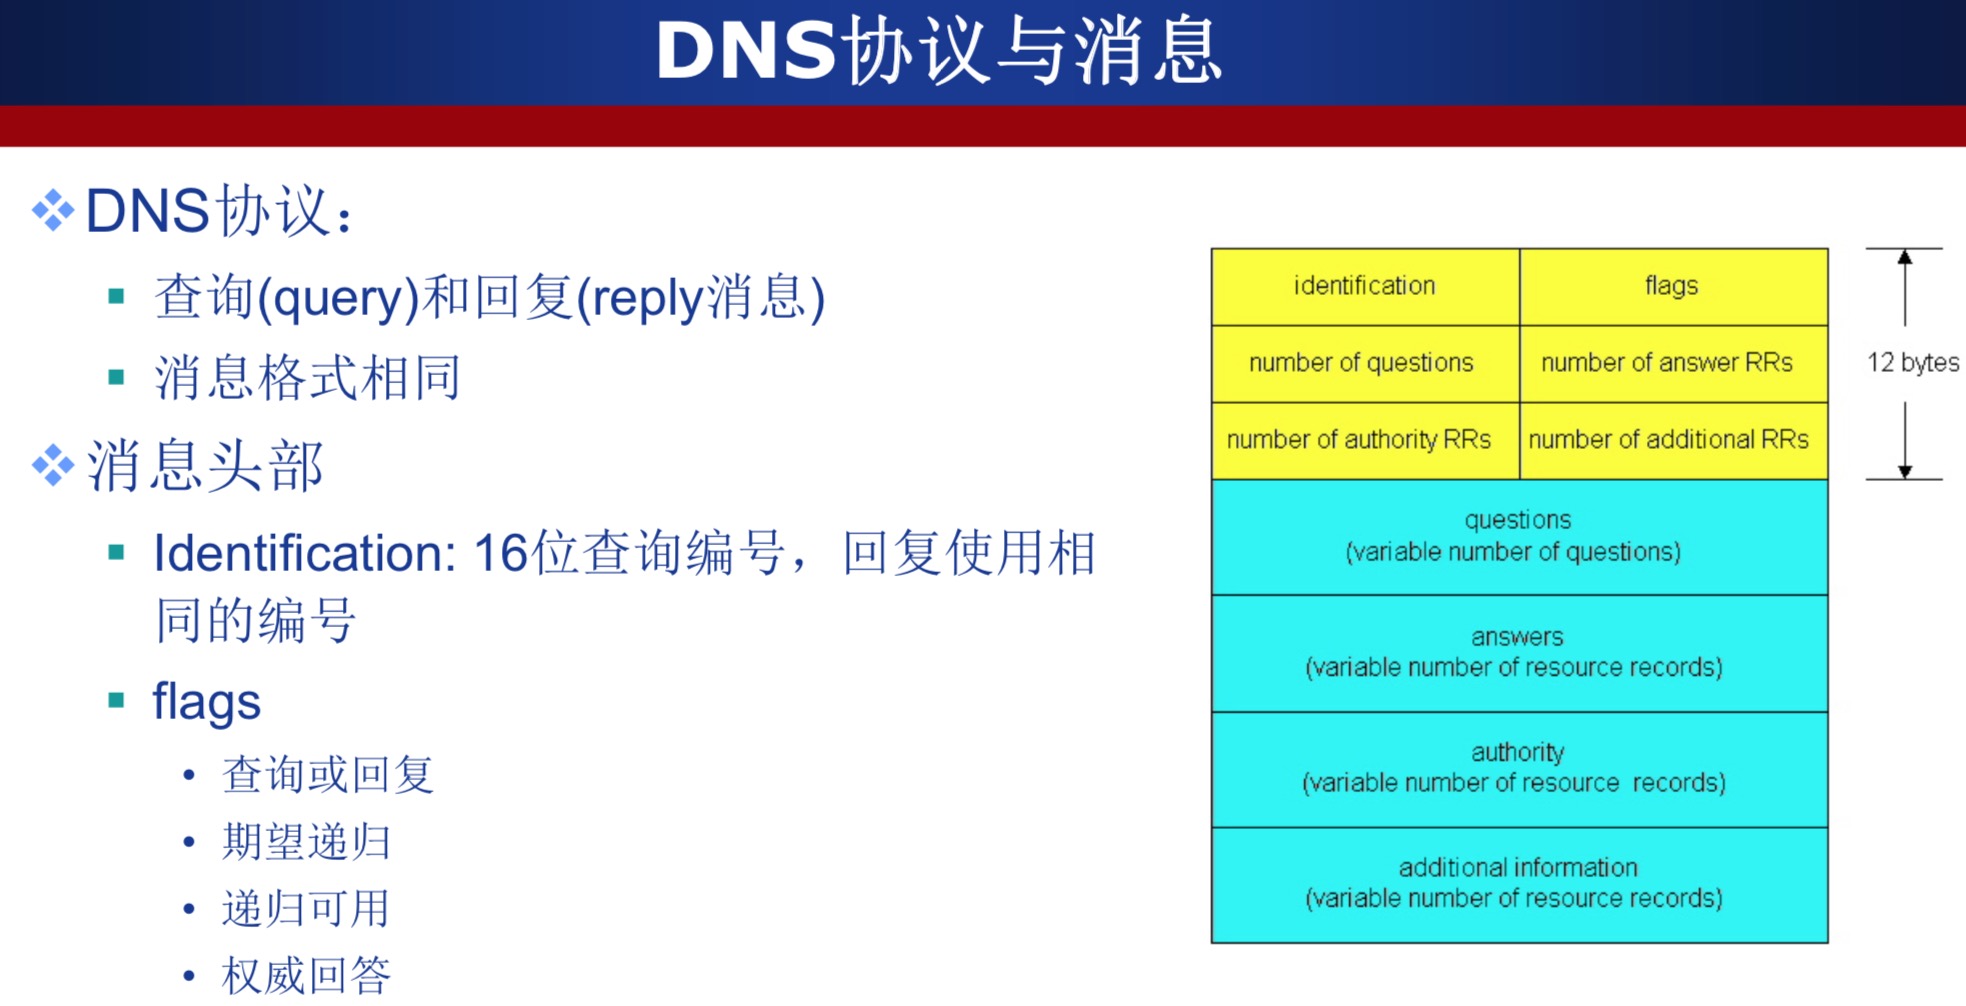 DNS协议与消息
DNS协议：
查询(query)和回复(reply消息)
消息格式相同
消息头部
Identification: 16位查询编号，回复使用相
同的编号
flags
查询或回复
期望递归
递归可用
权威回答
identification
flags
number of questions
number of answer RRs
number of authority RRs
number of additional RRs
12 bytes
questions
(variable number of questions)
answers
(variable number of resource records)
authority
(variable number of resource records)
additional information
(variable number of resource records)